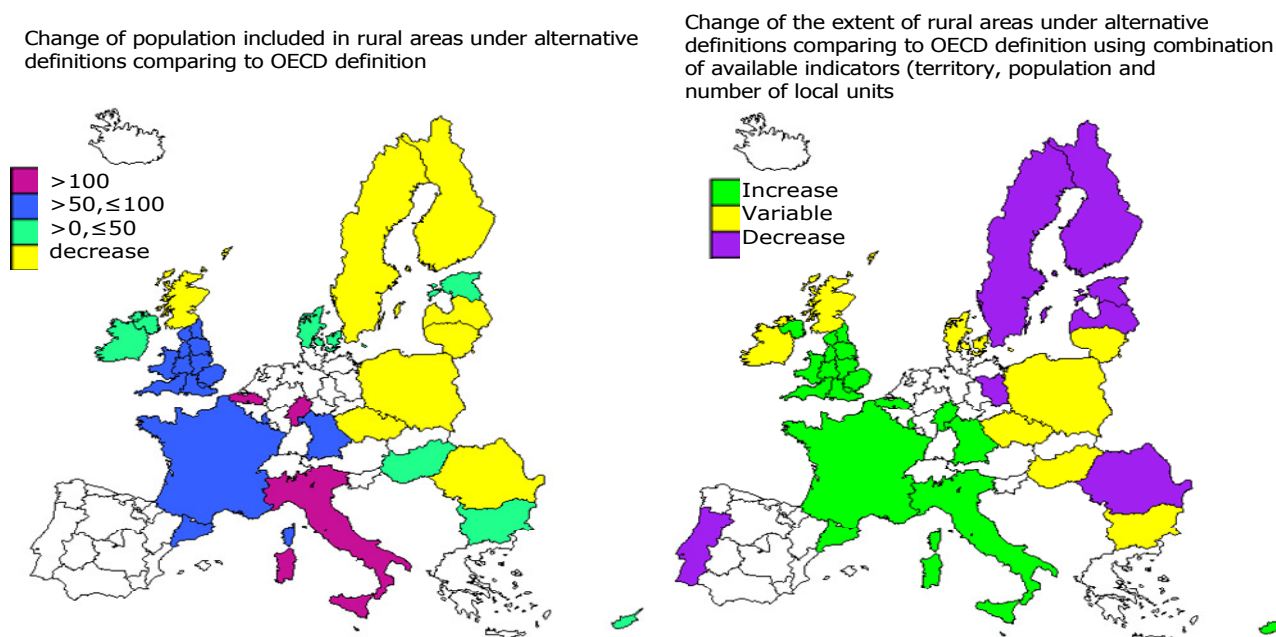 Change of population included in rural areas under alternative
definitions comparing to OECD definition
>100
>50,≤100
>0,≤50
decrease
Change of the extent of rural areas under alternative
definitions comparing to OECD definition using combination
of available indicators (territory, population and
number of local units
Increase
Variable
Decrease